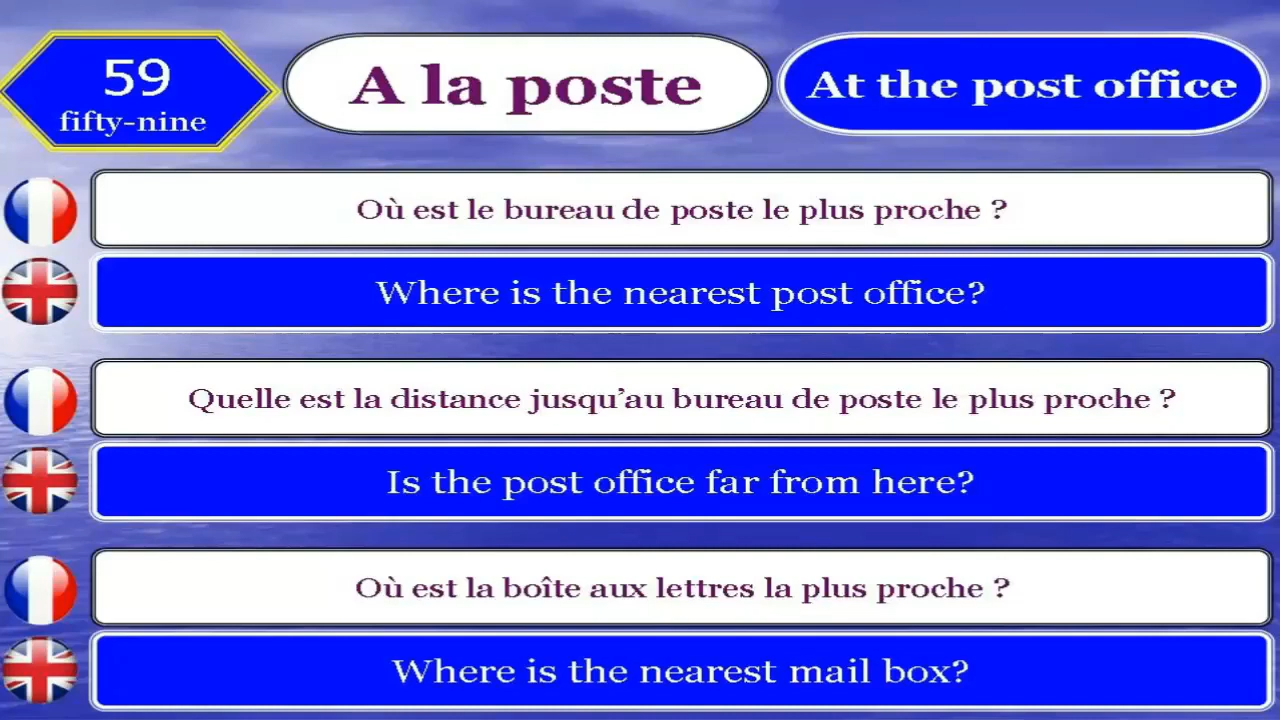 59
fifty-nine
A la poste
At the post office
Où est le bureau de poste le plus proche ?
Where is the nearest post office?
Quelle est la distance jusqu’au bureau de poste le plus proche ?
Is the post office far from here?
Où est la boîte aux lettres la plus proche ?
Where is the nearest mail box?